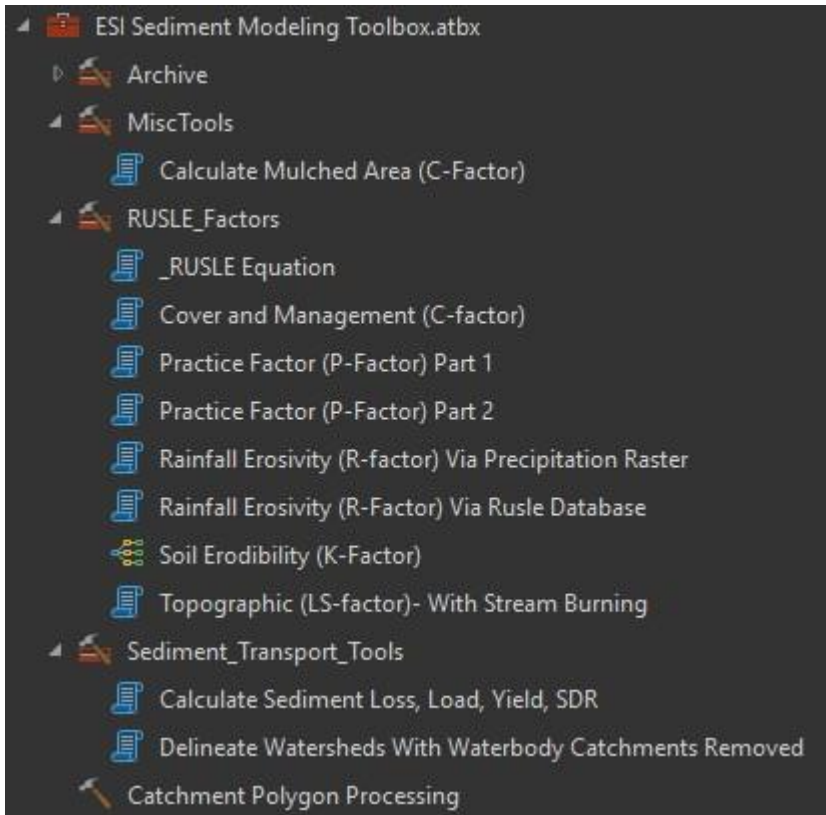 ESI Sediment Modeling Toolbox.atbx
Archive
MiscTools
Calculate Mulched Area (C-Factor)
RUSLE_Factors
_RUSLE Equation
Cover and Management (C-factor)
Practice Factor (P-Factor) Part 1
Practice Factor (P-Factor) Part 2
Rainfall Erosivity (R-factor) Via Precipitation Raster
Rainfall Erosivity (R-Factor) Via Rusle Database
Soil Erodibility (K-Factor)
Topographic (LS-factor)- With Stream Burning
Sediment_Transport_Tools
Calculate Sediment Loss, Load, Yield, SDR
Delineate Watersheds With Waterbody Catchments Removed
Catchment Polygon Processing